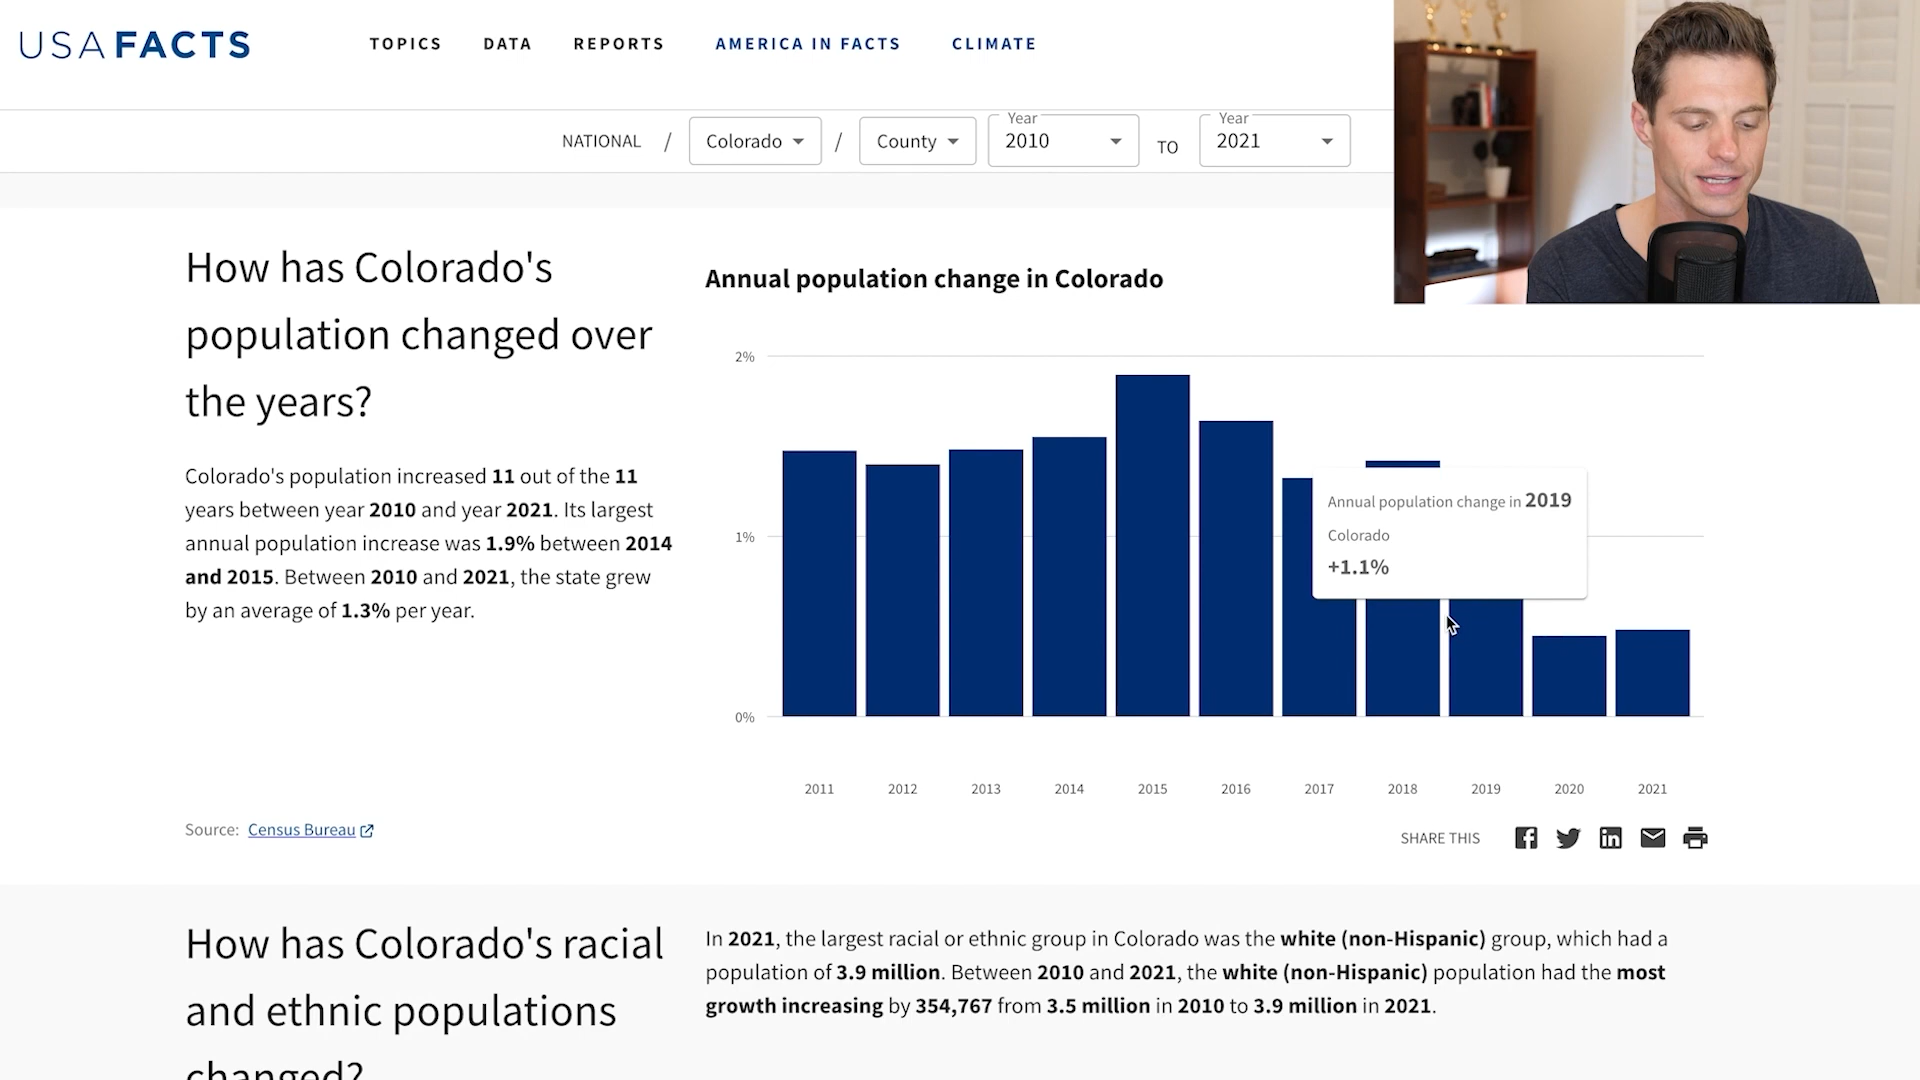 USAFACTS
TOPICS
DATA
REPORTS
AMERICA IN FACTS
CLIMATE
NATIONAL / Colorado / County
Year
2010
TO
Year
2021
How has Colorado's
population changed over
the years?
Colorado's population increased 11 out of the 11
years between year 2010 and year 2021. Its largest
annual population increase was 1.9% between 2014
and 2015. Between 2010 and 2021, the state grew
by an average of 1.3% per year.
Source: Census Bureau
Annual population change in Colorado
2%
1%
0%
Annual population change in 2019
Colorado
+1.1%
2011 2012 2013 2014 2015 2016 2017 2018 2019 2020 2021
SHARE THIS
How has Colorado's racial
and ethnic populations
changed?
In 2021, the largest racial or ethnic group in Colorado was the white (non-Hispanic) group, which had a
population of 3.9 million. Between 2010 and 2021, the white (non-Hispanic) population had the most
growth increasing by 354,767 from 3.5 million in 2010 to 3.9 million in 2021.